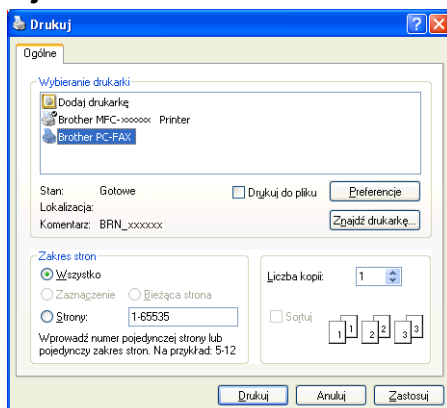 Drukuj
Ogólne
Wybieranie drukarki
Dodaj drukarkę
Brother MFC-xxxxxx Printer
Brother PC-FAX
Stan: Gotowe
Drukuj do pliku
Preferencje
Lokalizacja:
Komentarz: BRN_xxxxxx
Znajdź drukarkę...
Zakres stron
Wszystko
Zaznaczenie
Bieżąca strona
Strony: 1-65535
Wprowadź numer pojedynczej strony lub
pojedynczy zakres stron. Na przykład: 5-12
Liczba kopii: 1
Sortuj
1 1 2 2 3 3
Drukuj
Anuluj
Zastosuj